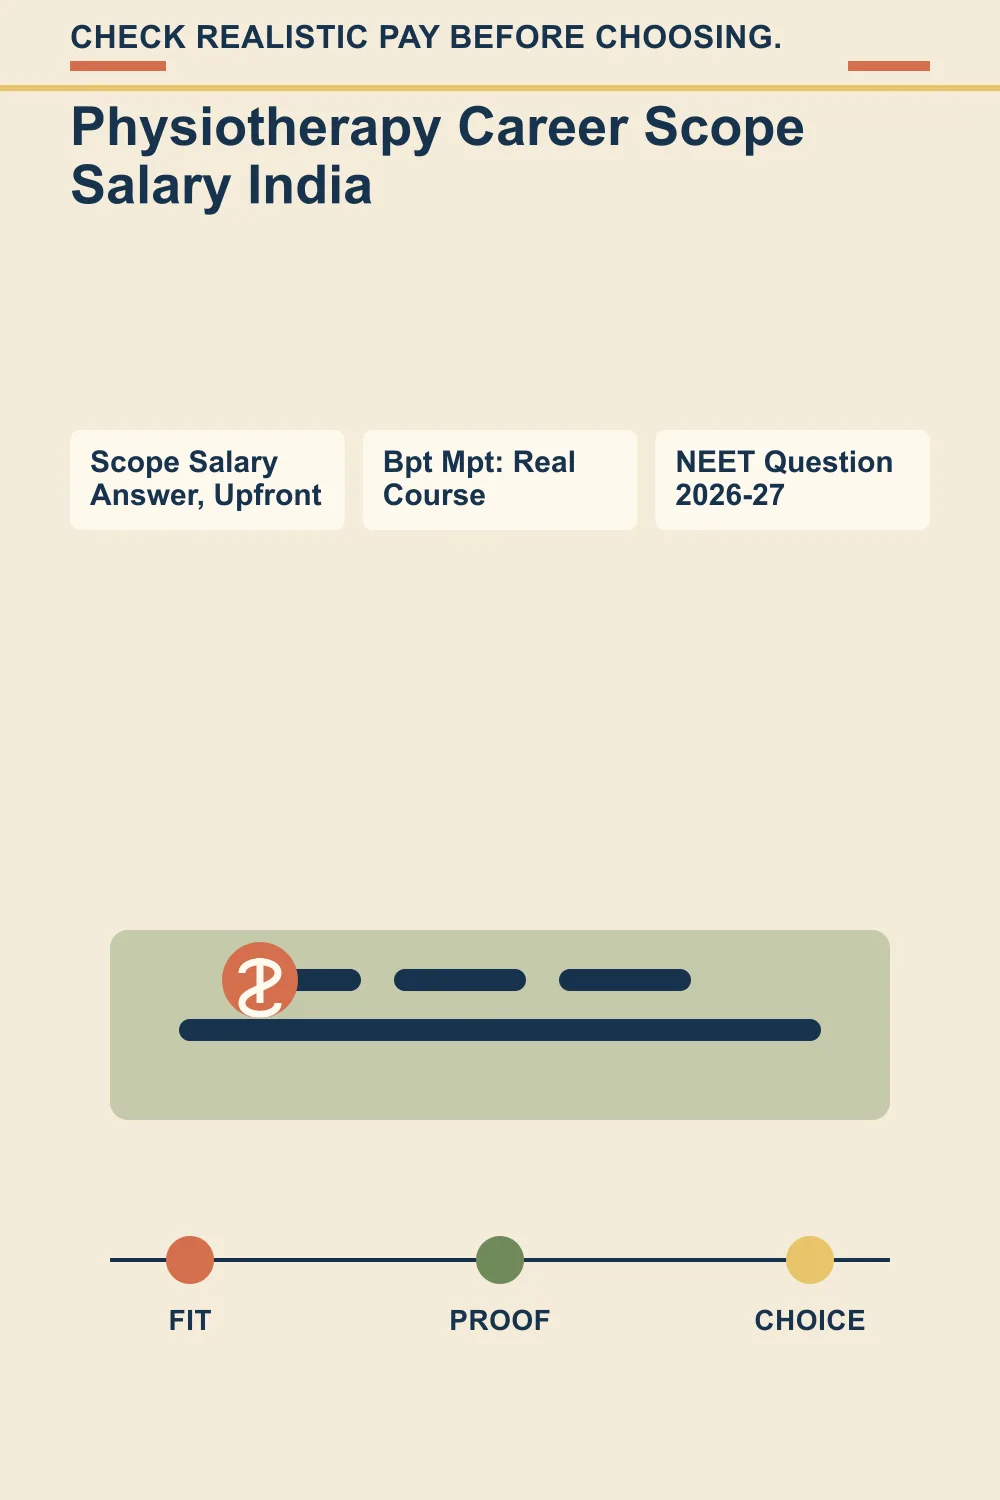 CHECK REALISTIC PAY BEFORE CHOOSING.
Physiotherapy Career Scope
Salary India
Scope Salary
Answer, Upfront
Bpt Mpt: Real
Course
NEET Question
2026-27
FIT
PROOF
CHOICE